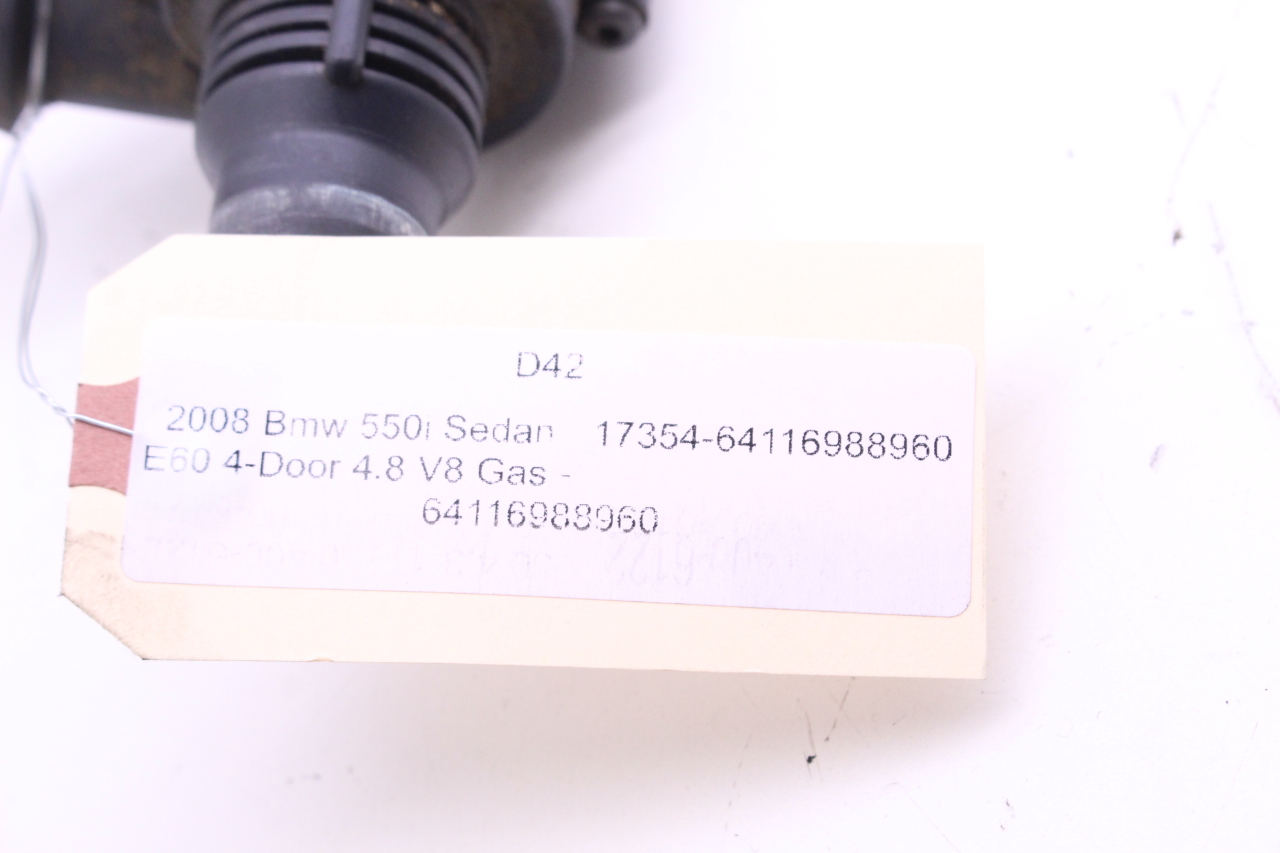 D42
2008 Bmw 550i Sedan 17354-64116988960
E60 4-Door 4.8 V8 Gas -
64116988960